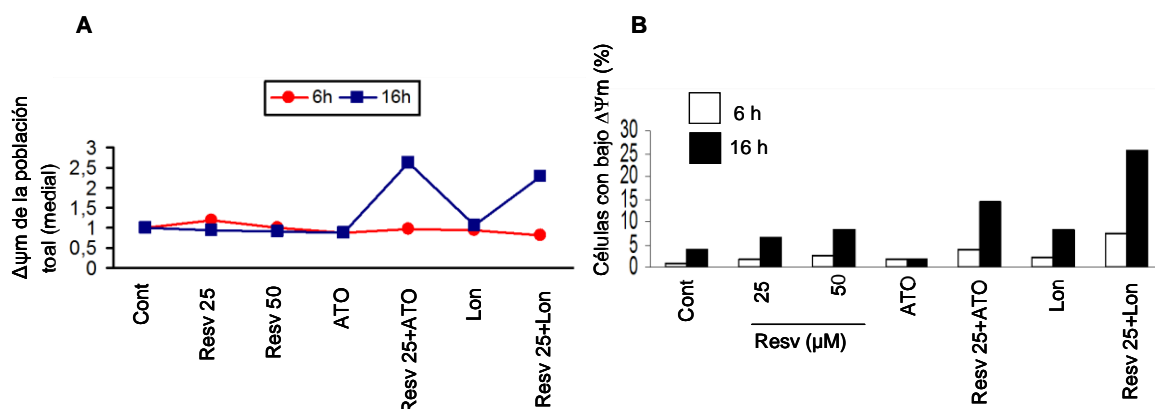 A
B
6h
16h
Δψm de la población
toal (medial)
3
2,5
2
1,5
1
0,5
0
Cont
Resv 25
Resv 50
ATO
Resv 25+ATO
Lon
Resv 25+Lon
Células con bajo ΔΨm (%)
6 h
16 h
30
25
20
15
10
5
0
Cont
25
50
Resv (µM)
ATO
Resv 25+ATO
Lon
Resv 25+Lon